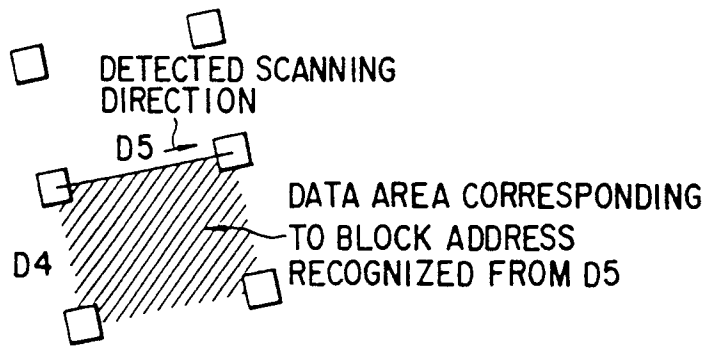 DETECTED SCANNING
DIRECTION
D5
DATA AREA CORRESPONDING
TO BLOCK ADDRESS
D4
RECOGNIZED FROM D5